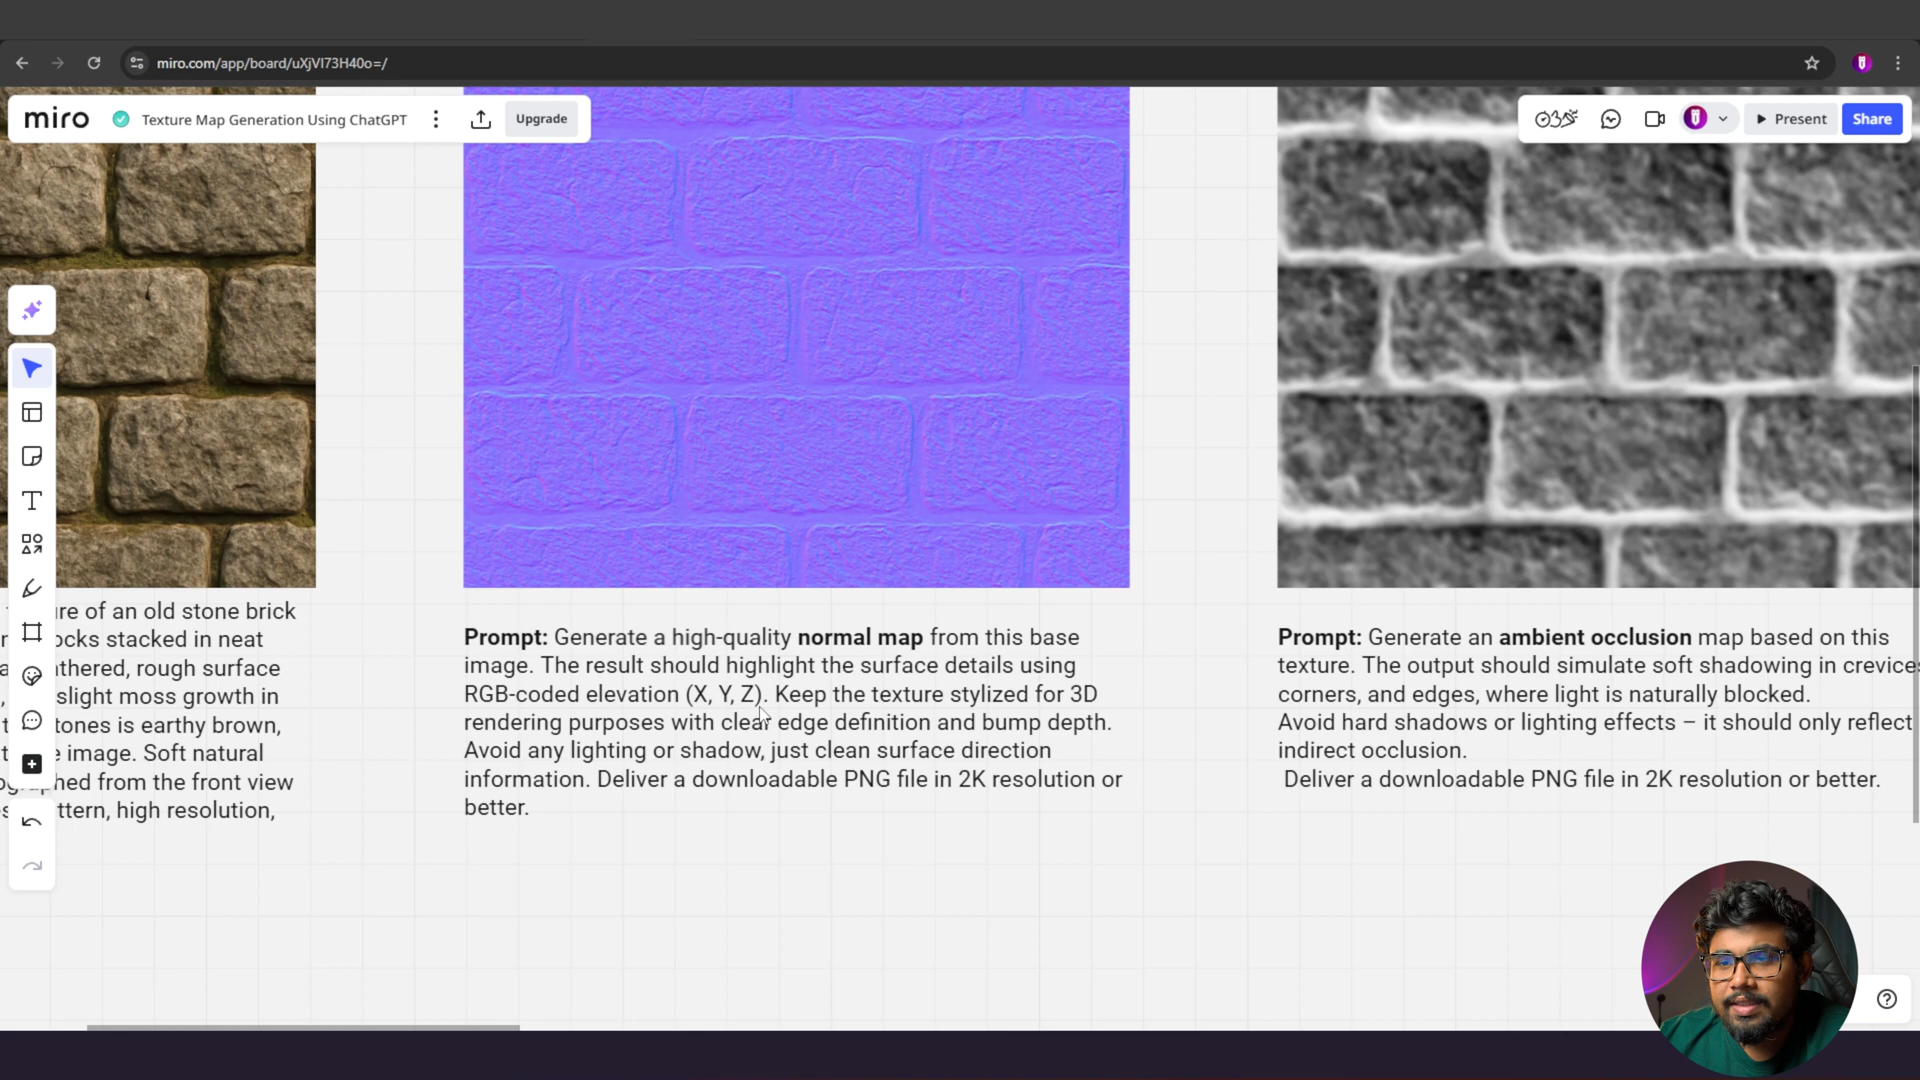 miro.com/app/board/uXjVI73H40o=/
miro
Texture Map Generation Using ChatGPT
Upgrade
Present
Share
ure of an old stone brick
ocks stacked in neat
athered, rough surface
slight moss growth in
tones is earthy brown,
e image. Soft natural
ographed from the front view
ttern, high resolution,
Prompt: Generate a high-quality normal map from this base
image. The result should highlight the surface details using
RGB-coded elevation (X, Y, Z). Keep the texture stylized for 3D
rendering purposes with clear edge definition and bump depth.
Avoid any lighting or shadow, just clean surface direction
information. Deliver a downloadable PNG file in 2K resolution or
better.
Prompt: Generate an ambient occlusion map based on this
texture. The output should simulate soft shadowing in crevices
corners, and edges, where light is naturally blocked.
Avoid hard shadows or lighting effects – it should only reflect
indirect occlusion.
Deliver a downloadable PNG file in 2K resolution or better.